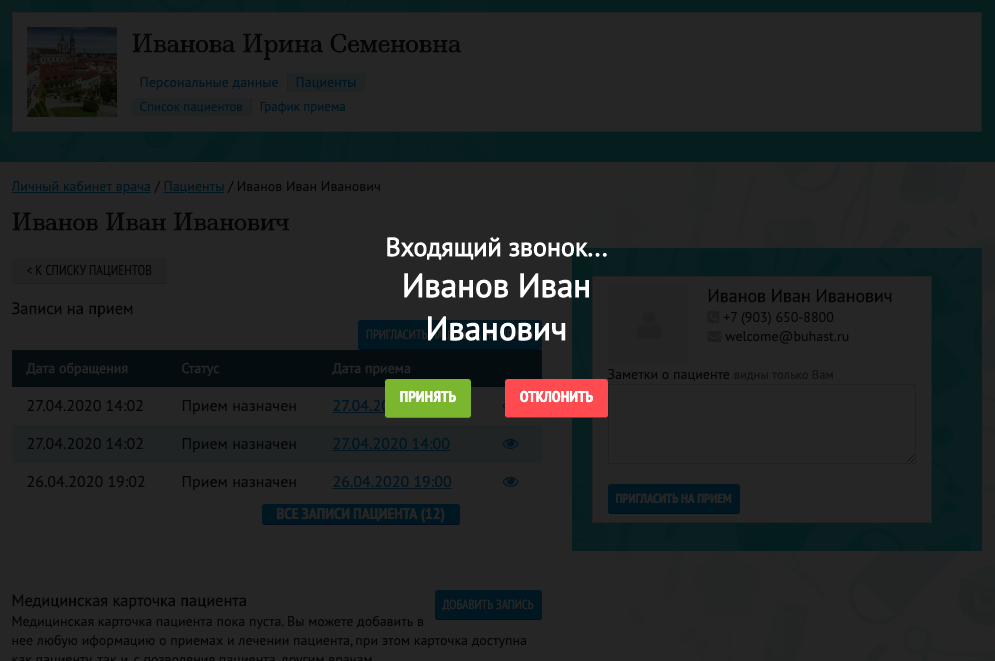 Иванова Ирина Семеновна
Персональные данные Пациенты
Список пациентов График приема
Личный кабинет врача / Пациенты / Иванов Иван Иванович
Иванов Иван Иванович
Входящий звонок...
Иванов Иван
Иванович
< К СПИСКУ ПАЦИЕНТОВ
Записи на прием
ПРИГЛАСИТЬ
Дата обращения Статус Дата приема
27.04.2020 14:02 Прием назначен
27.04.2020 14:02 Прием назначен 27.04.2020 14:00
26.04.2020 19:02 Прием назначен 26.04.2020 19:00
ВСЕ ЗАПИСИ ПАЦИЕНТА (12)
ПРИНЯТЬ ОТКЛОНИТЬ
Иванов Иван Иванович
+7 (903) 650-8800
welcome@buhast.ru
Заметки о пациенте видны только Вам
ПРИГЛАСИТЬ НА ПРИЕМ
Медицинская карточка пациента
ДОБАВИТЬ ЗАПИСЬ
Медицинская карточка пациента пока пуста. Вы можете добавить в
нее любую иформацию о приемах и лечении пациента, при этом карточка доступна
как пациенту, так и, с позволения пациента, другим врачам.